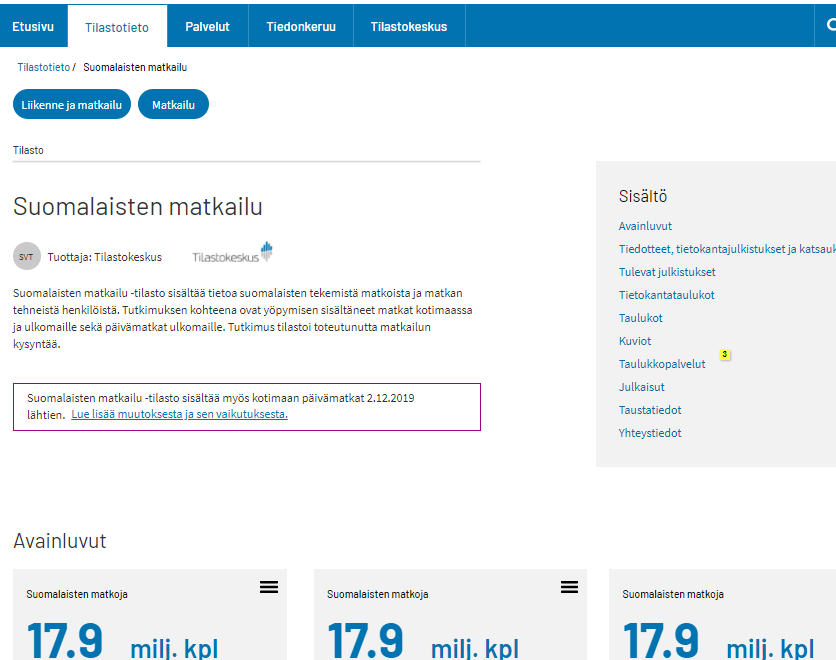 Etusivu Tilastotieto Palvelut Tiedonkeruu Tilastokeskus
Tilastotieto / Suomalaisten matkailu
Liikenne ja matkailu Matkailu
Tilasto
Suomalaisten matkailu
SVT Tuottaja: Tilastokeskus Tilastokeskus
Suomalaisten matkailu -tilasto sisältää tietoa suomalaisten tekemistä matkoista ja matkan
tehneistä henkilöistä. Tutkimuksen kohteena ovat yöpymisen sisältäneet matkat kotimaassa
ja ulkomaille sekä päivämatkat ulkomaille. Tutkimus tilastoi toteutunutta matkailun
kysyntää.
Suomalaisten matkailu -tilasto sisältää myös kotimaan päivämatkat 2.12.2019
lähtien. Lue lisää muutoksesta ja sen vaikutuksesta.
Sisältö
Avainluvut
Tiedotteet, tietokantajulkistukset ja katsauk
Tulevat julkistukset
Tietokantataulukot
Taulukot
Kuviot
3
Taulukkopalvelut
Julkaisut
Taustatiedot
Yhteystiedot
Avainluvut
Suomalaisten matkoja
17.9 milj. kpl
Suomalaisten matkoja
17.9 milj. kpl
Suomalaisten matkoja
17.9 milj. kpl